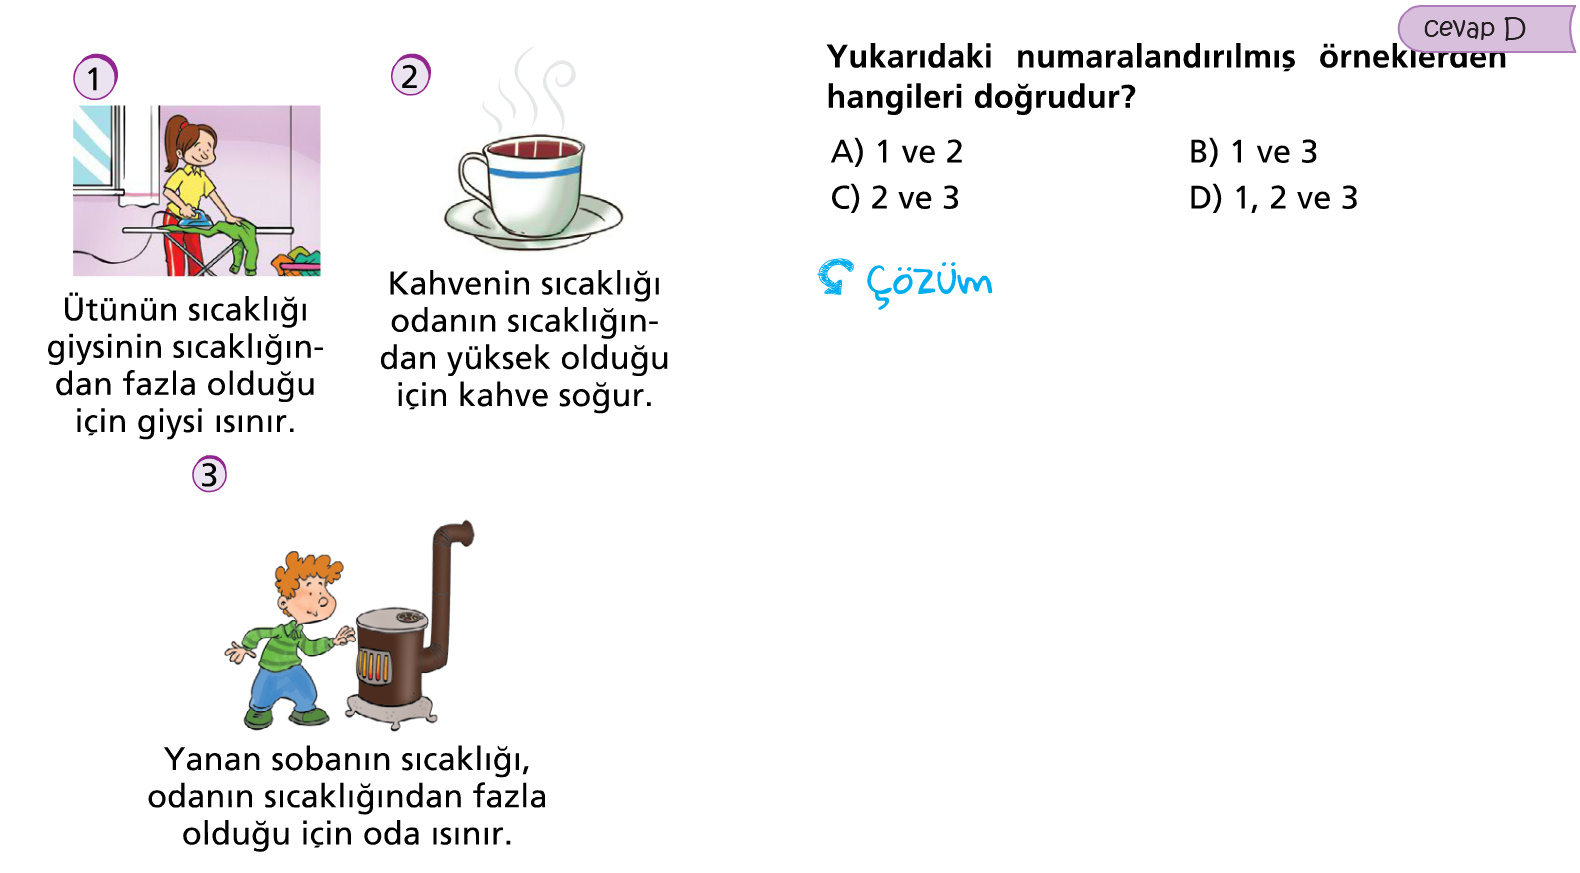 1
Ütünün sıcaklığı
giysinin sıcaklığın-
dan fazla olduğu
için giysi ısınır.
2
Kahvenin sıcaklığı
odanın sıcaklığın-
dan yüksek olduğu
için kahve soğur.
3
Yanan sobanın sıcaklığı,
odanın sıcaklığından fazla
olduğu için oda ısınır.
cevap D
Yukarıdaki numaralandırılmış örneklerden
hangileri doğrudur?
A) 1 ve 2 B) 1 ve 3
C) 2 ve 3 D) 1, 2 ve 3
Çözüm